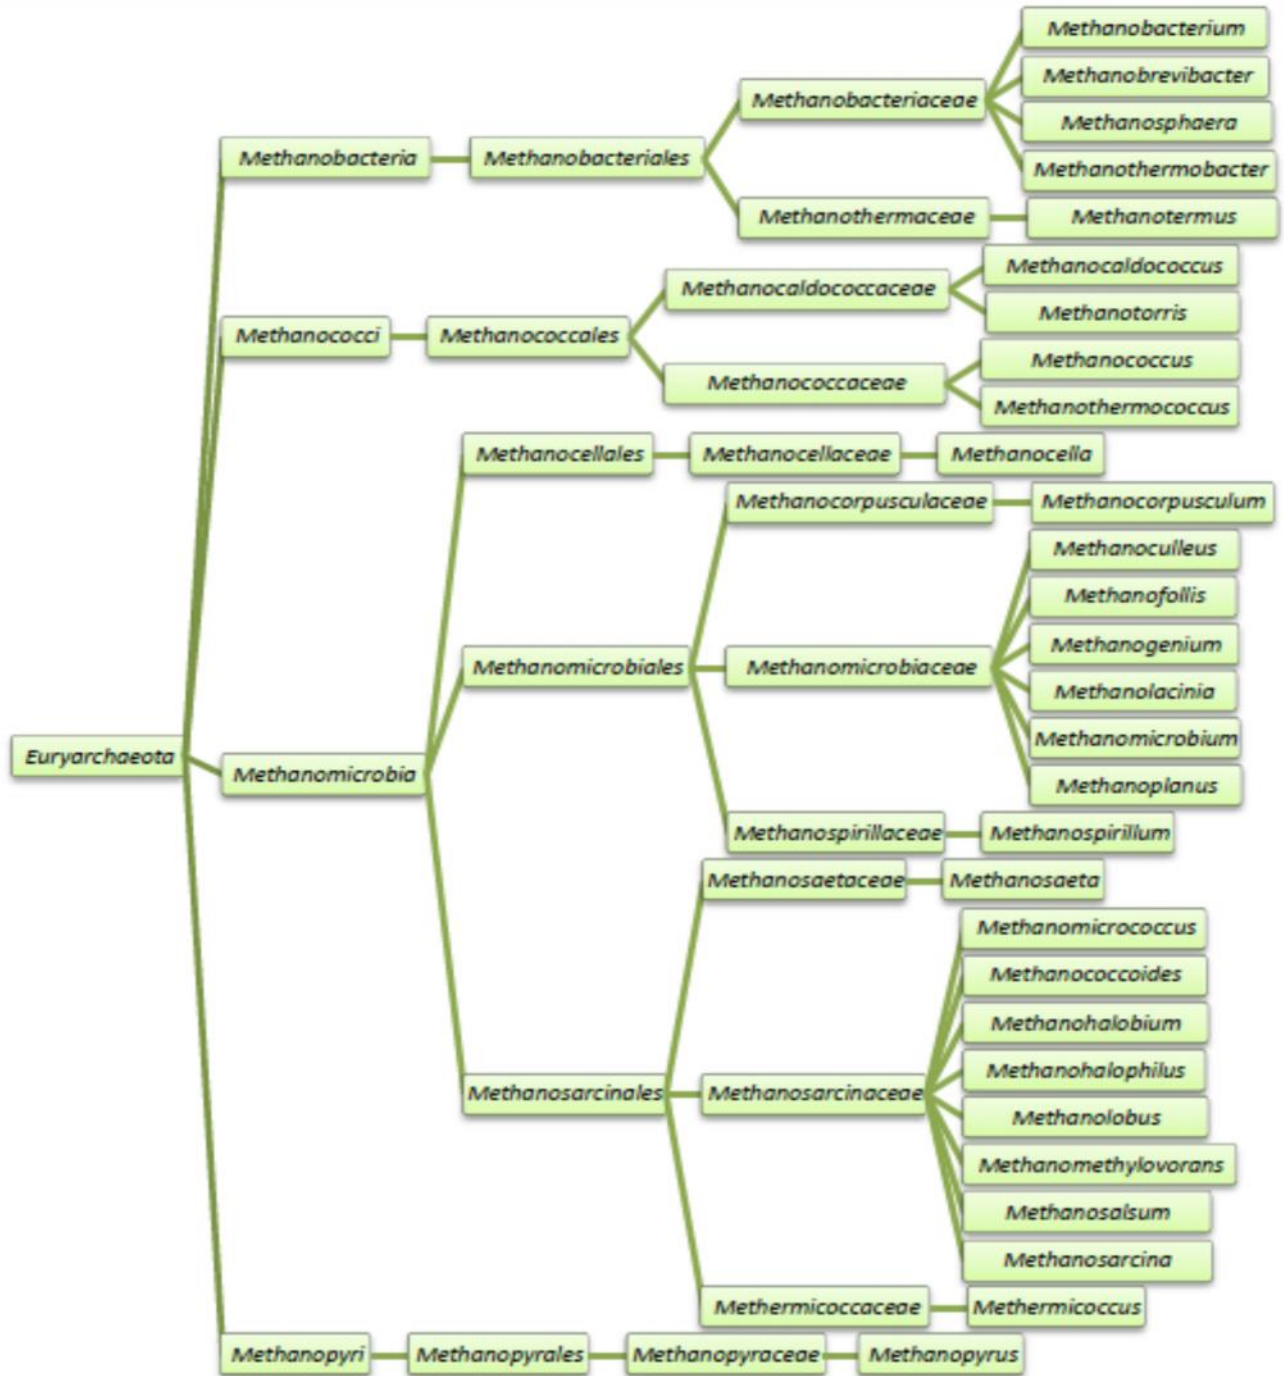 Methanobacterium
Methanobacteriaceae
Methanobrevibacter
Methanosphaera
Methanobacteria
Methanobacteriales
Methanothermobacter
Methanothermaceae
Methanotermus
Methanocaldococcaceae
Methanocaldococcus
Methanotorris
Methanococci
Methanococcales
Methanococcus
Methanococcaceae
Methanothermococcus
Methanocellales
Methanocellaceae
Methanocella
Methanocorpusculaceae
Methanocorpusculum
Methanoculleus
Methanofollis
Methanogenium
Methanomicrobiales
Methanomicrobiaceae
Methanolacinia
Methanomicrobium
Methanoplanus
Euryarchaeota
Methanomicrobia
Methanospirillaceae
Methanospirillum
Methanosaetaceae
Methanosaeta
Methanomicrococcus
Methanococcoides
Methanohalobium
Methanohalophilus
Methanosarcinales
Methanosarcinaceae
Methanolobus
Methanomethylovorans
Methanosalsum
Methanosarcina
Methermicoccaceae
Methermicoccus
Methanopyri
Methanopyrales
Methanopyraceae
Methanopyrus